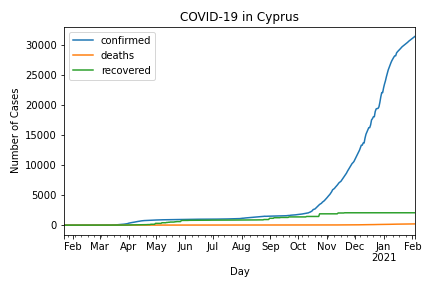 COVID-19 in Cyprus
confirmed
deaths
recovered
Number of Cases
30000
25000
20000
15000
10000
5000
0
Feb Mar Apr May Jun Jul Aug Sep Oct Nov Dec Jan Feb
2021
Day